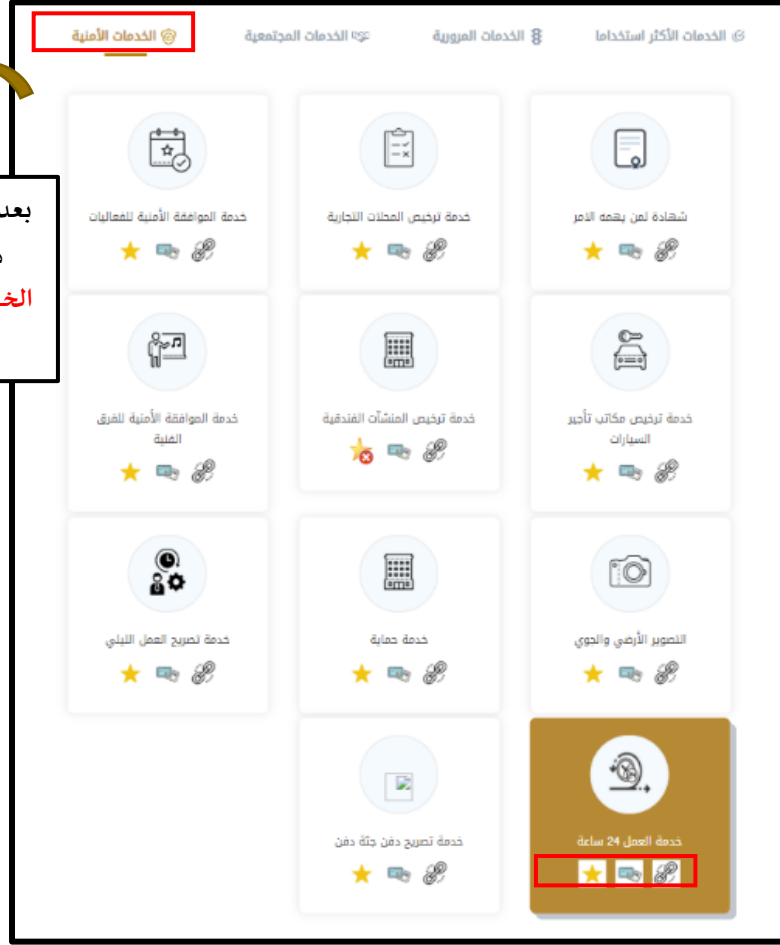 الخدمات الأكثر استخداما
الخدمات المرورية
الخدمات المجتمعية
الخدمات الأمنية
شهادة لمن يهمه الامر
خدمة ترخيص المحلات التجارية
خدمة الموافقة الأمنية للفعاليات
بعد
الخ
خدمة ترخيص مكاتب تأجير
السيارات
خدمة ترخيص المنشآت الفندقية
خدمة الموافقة الأمنية للفرق
الفنية
التصوير الأرضي والجوي
خدمة حماية
خدمة تصريح العمل الليلي
خدمة العمل 24 ساعة
خدمة تصريح دفن جثة دفن